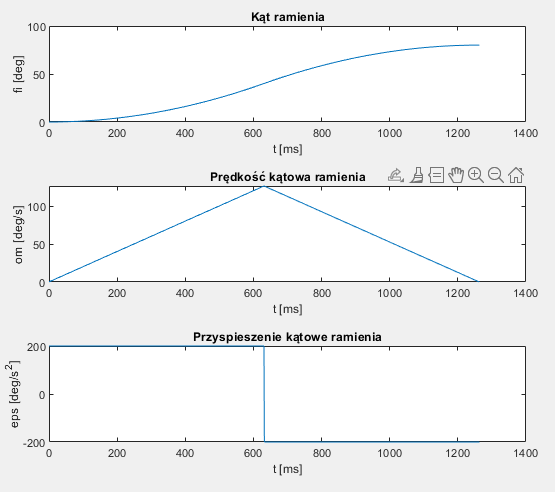 Kąt ramienia
100
50
0
fi [deg]
0 200 400 600 800 1000 1200 1400
t [ms]
Prędkość kątowa ramienia
100
50
0
om [deg/s]
0 200 400 600 800 1000 1200 1400
t [ms]
Przyspieszenie kątowe ramienia
200
0
-200
eps [deg/s²]
0 200 400 600 800 1000 1200 1400
t [ms]